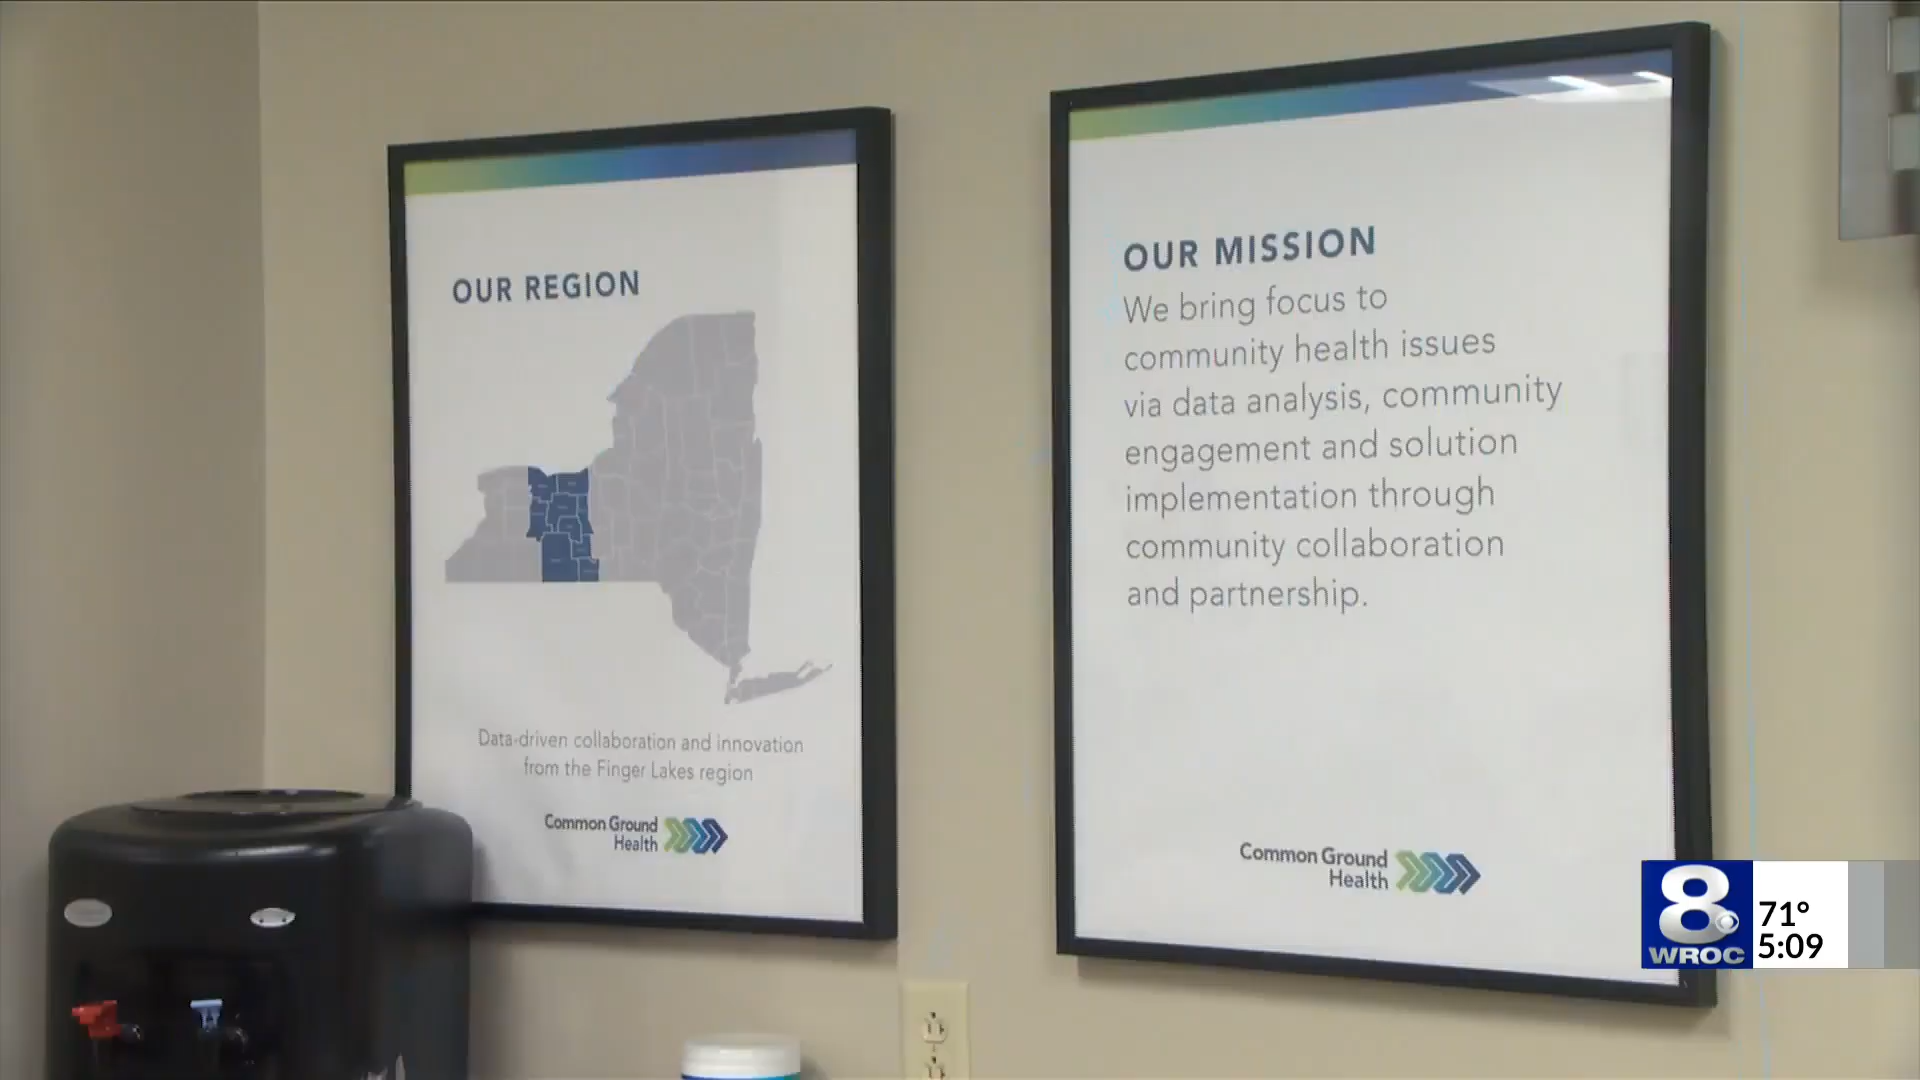 OUR REGION
Data-driven collaboration and innovation
from the Finger Lakes region
Common Ground
Health
OUR MISSION
We bring focus to
community health issues
via data analysis, community
engagement and solution
implementation through
community collaboration
and partnership.
Common Ground
Health
8
WROC
71°
5:09